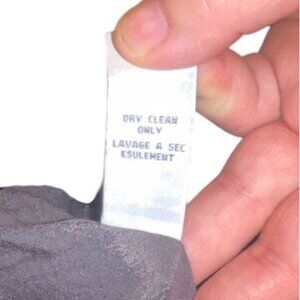 DRY CLEAN
ONLY
LAVAGE A SEC
ESULEMENT